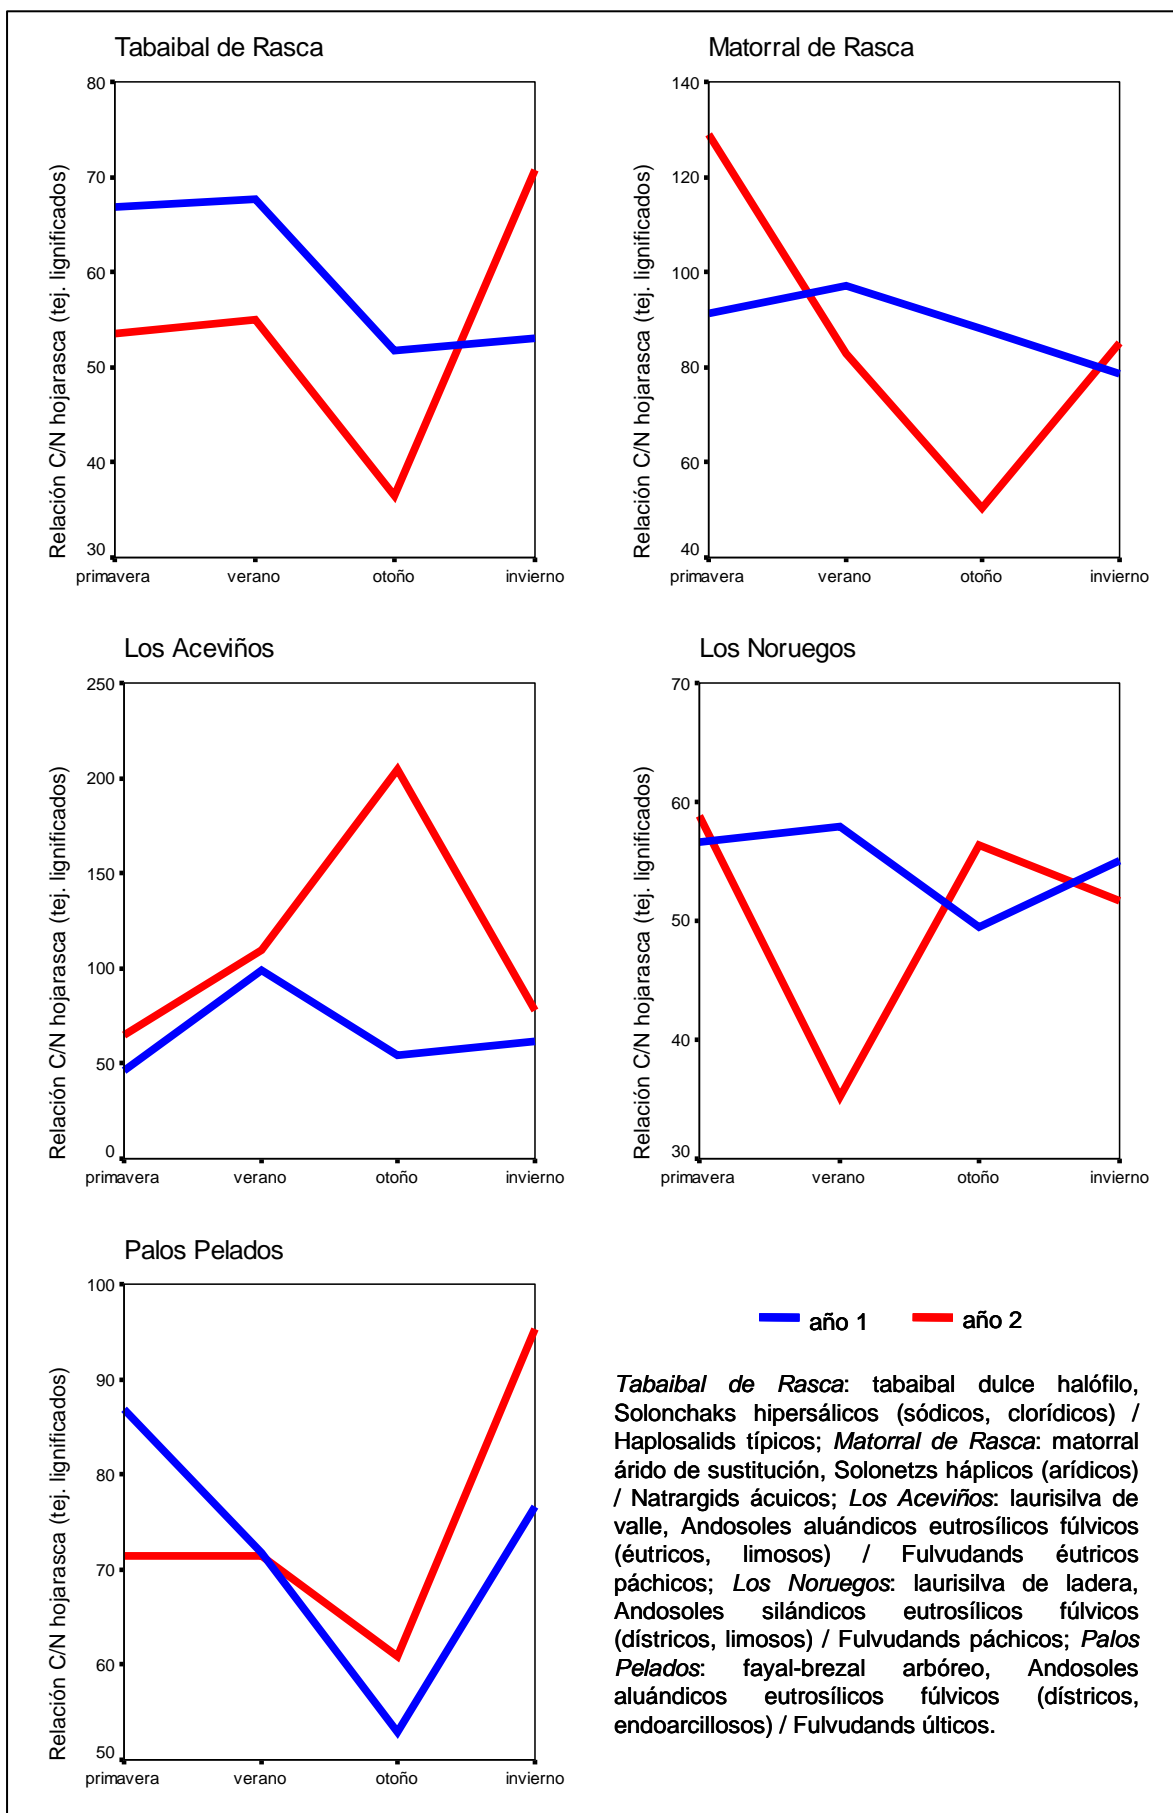 Tabaibal de Rasca
Relación C/N hojarasca (tej. lignificados)
80
70
60
50
40
30
primavera verano otoño invierno
Matorral de Rasca
Relación C/N hojarasca (tej. lignificados)
140
120
100
80
60
40
primavera verano otoño invierno
Los Aceviños
Relación C/N hojarasca (tej. lignificados)
250
200
150
100
50
0
primavera verano otoño invierno
Los Noruegos
Relación C/N hojarasca (tej. lignificados)
70
60
50
40
30
primavera verano otoño invierno
Palos Pelados
Relación C/N hojarasca (tej. lignificados)
100
90
80
70
60
50
primavera verano otoño invierno
año 1 año 2
Tabaibal de Rasca: tabaibal dulce halófilo,
Solonchaks hipersálicos (sódicos, clorídicos) /
Haplosalids típicos; Matorral de Rasca: matorral
árido de sustitución, Solonetzs háplicos (arídicos)
/ Natrargids ácuicos; Los Aceviños: laurisilva de
valle, Andosoles aluándicos eutrosílicos fúlvicos
(éutricos, limosos) / Fulvudands éutricos
páchicos; Los Noruegos: laurisilva de ladera,
Andosoles silándicos eutrosílicos fúlvicos
(dístricos, limosos) / Fulvudands páchicos; Palos
Pelados: fayal-brezal arbóreo, Andosoles
aluándicos eutrosílicos fúlvicos (dístricos,
endoarcillosos) / Fulvudands últicos.